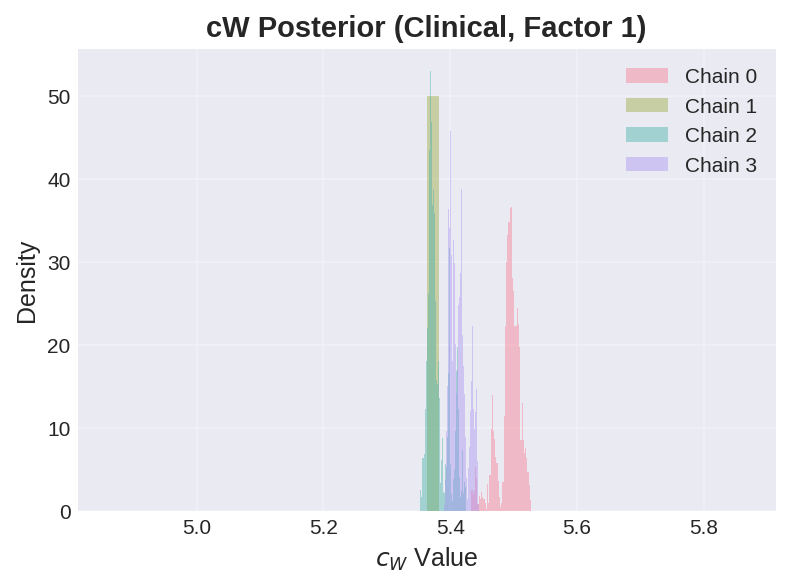 cW Posterior (Clinical, Factor 1)
Chain 0
Chain 1
Chain 2
Chain 3
Density
50
40
30
20
10
0
5.0 5.2 5.4 5.6 5.8
c_W Value